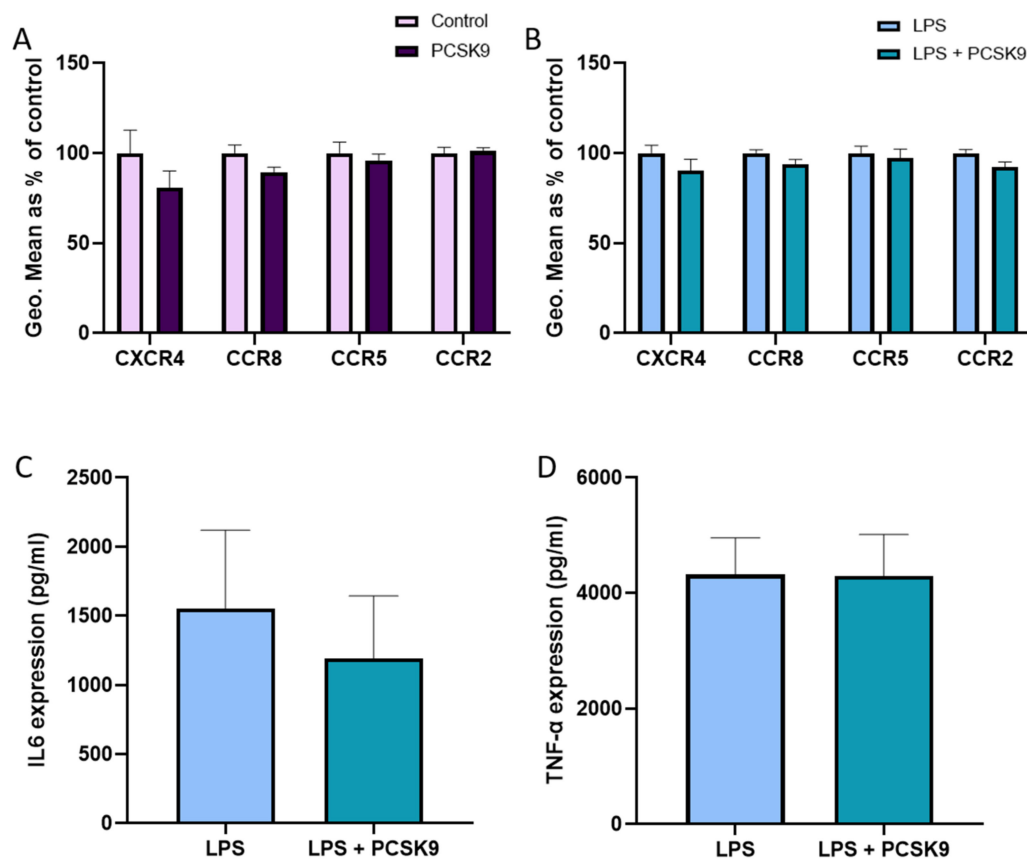 A
Control
PCSK9
Geo. Mean as % of control
150
100
50
0
CXCR4 CCR8 CCR5 CCR2
B
LPS
LPS + PCSK9
Geo. Mean as % of control
150
100
50
0
CXCR4 CCR8 CCR5 CCR2
C
IL6 expression (pg/ml)
2500
2000
1500
1000
500
0
LPS LPS + PCSK9
D
TNF-α expression (pg/ml)
6000
4000
2000
0
LPS LPS + PCSK9